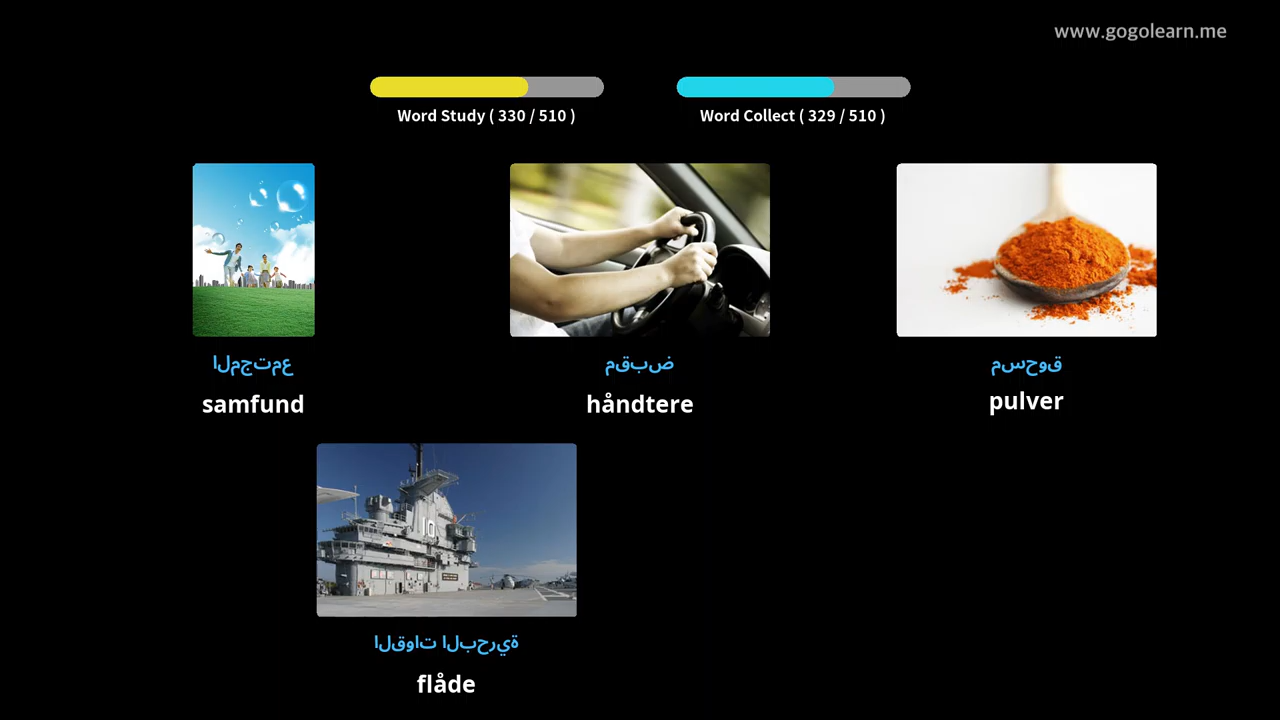 www.gogolearn.me
Word Study ( 330 / 510 )
Word Collect ( 329 / 510 )
المجتمع
samfund
مقبض
håndtere
مسحوق
pulver
القوات البحرية
flåde